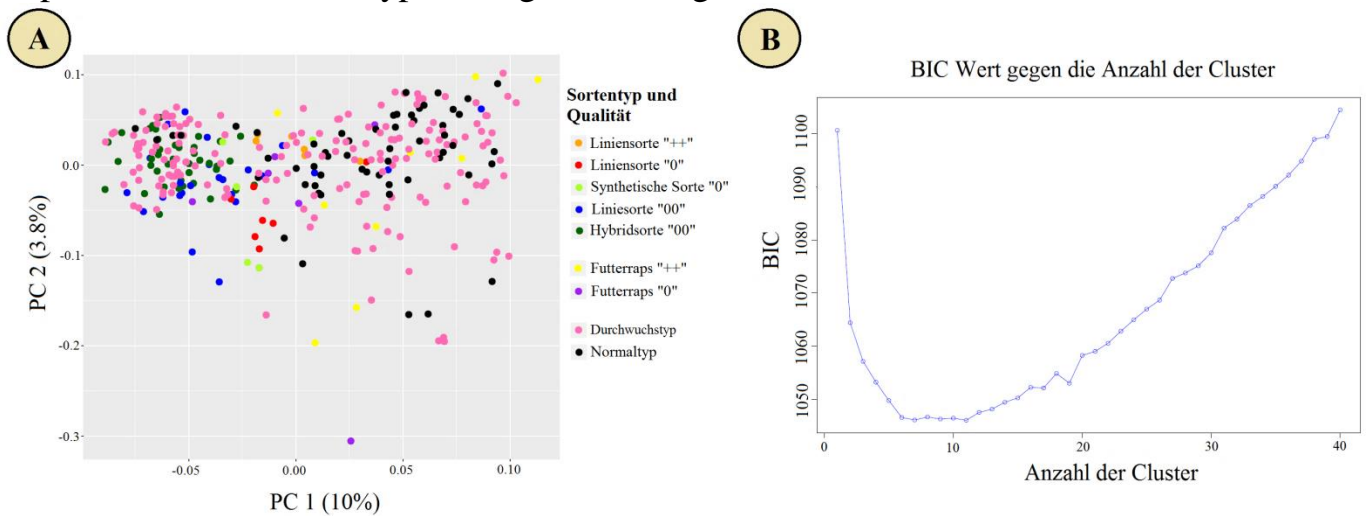 A
0.1
0.0
-0.1
-0.2
-0.3
-0.05
0.00
0.05
0.10
PC 2 (3.8%)
PC 1 (10%)
Sortentyp und
Qualität
Liniensorte "++"
Liniensorte "0"
Synthetische Sorte "0"
Liniesorte "00"
Hybridsorte "00"
Futterraps "++"
Futterraps "0"
Durchwuchstyp
Normaltyp
B
BIC Wert gegen die Anzahl der Cluster
BIC
1100
1090
1080
1070
1060
1050
0
10
20
30
40
Anzahl der Cluster